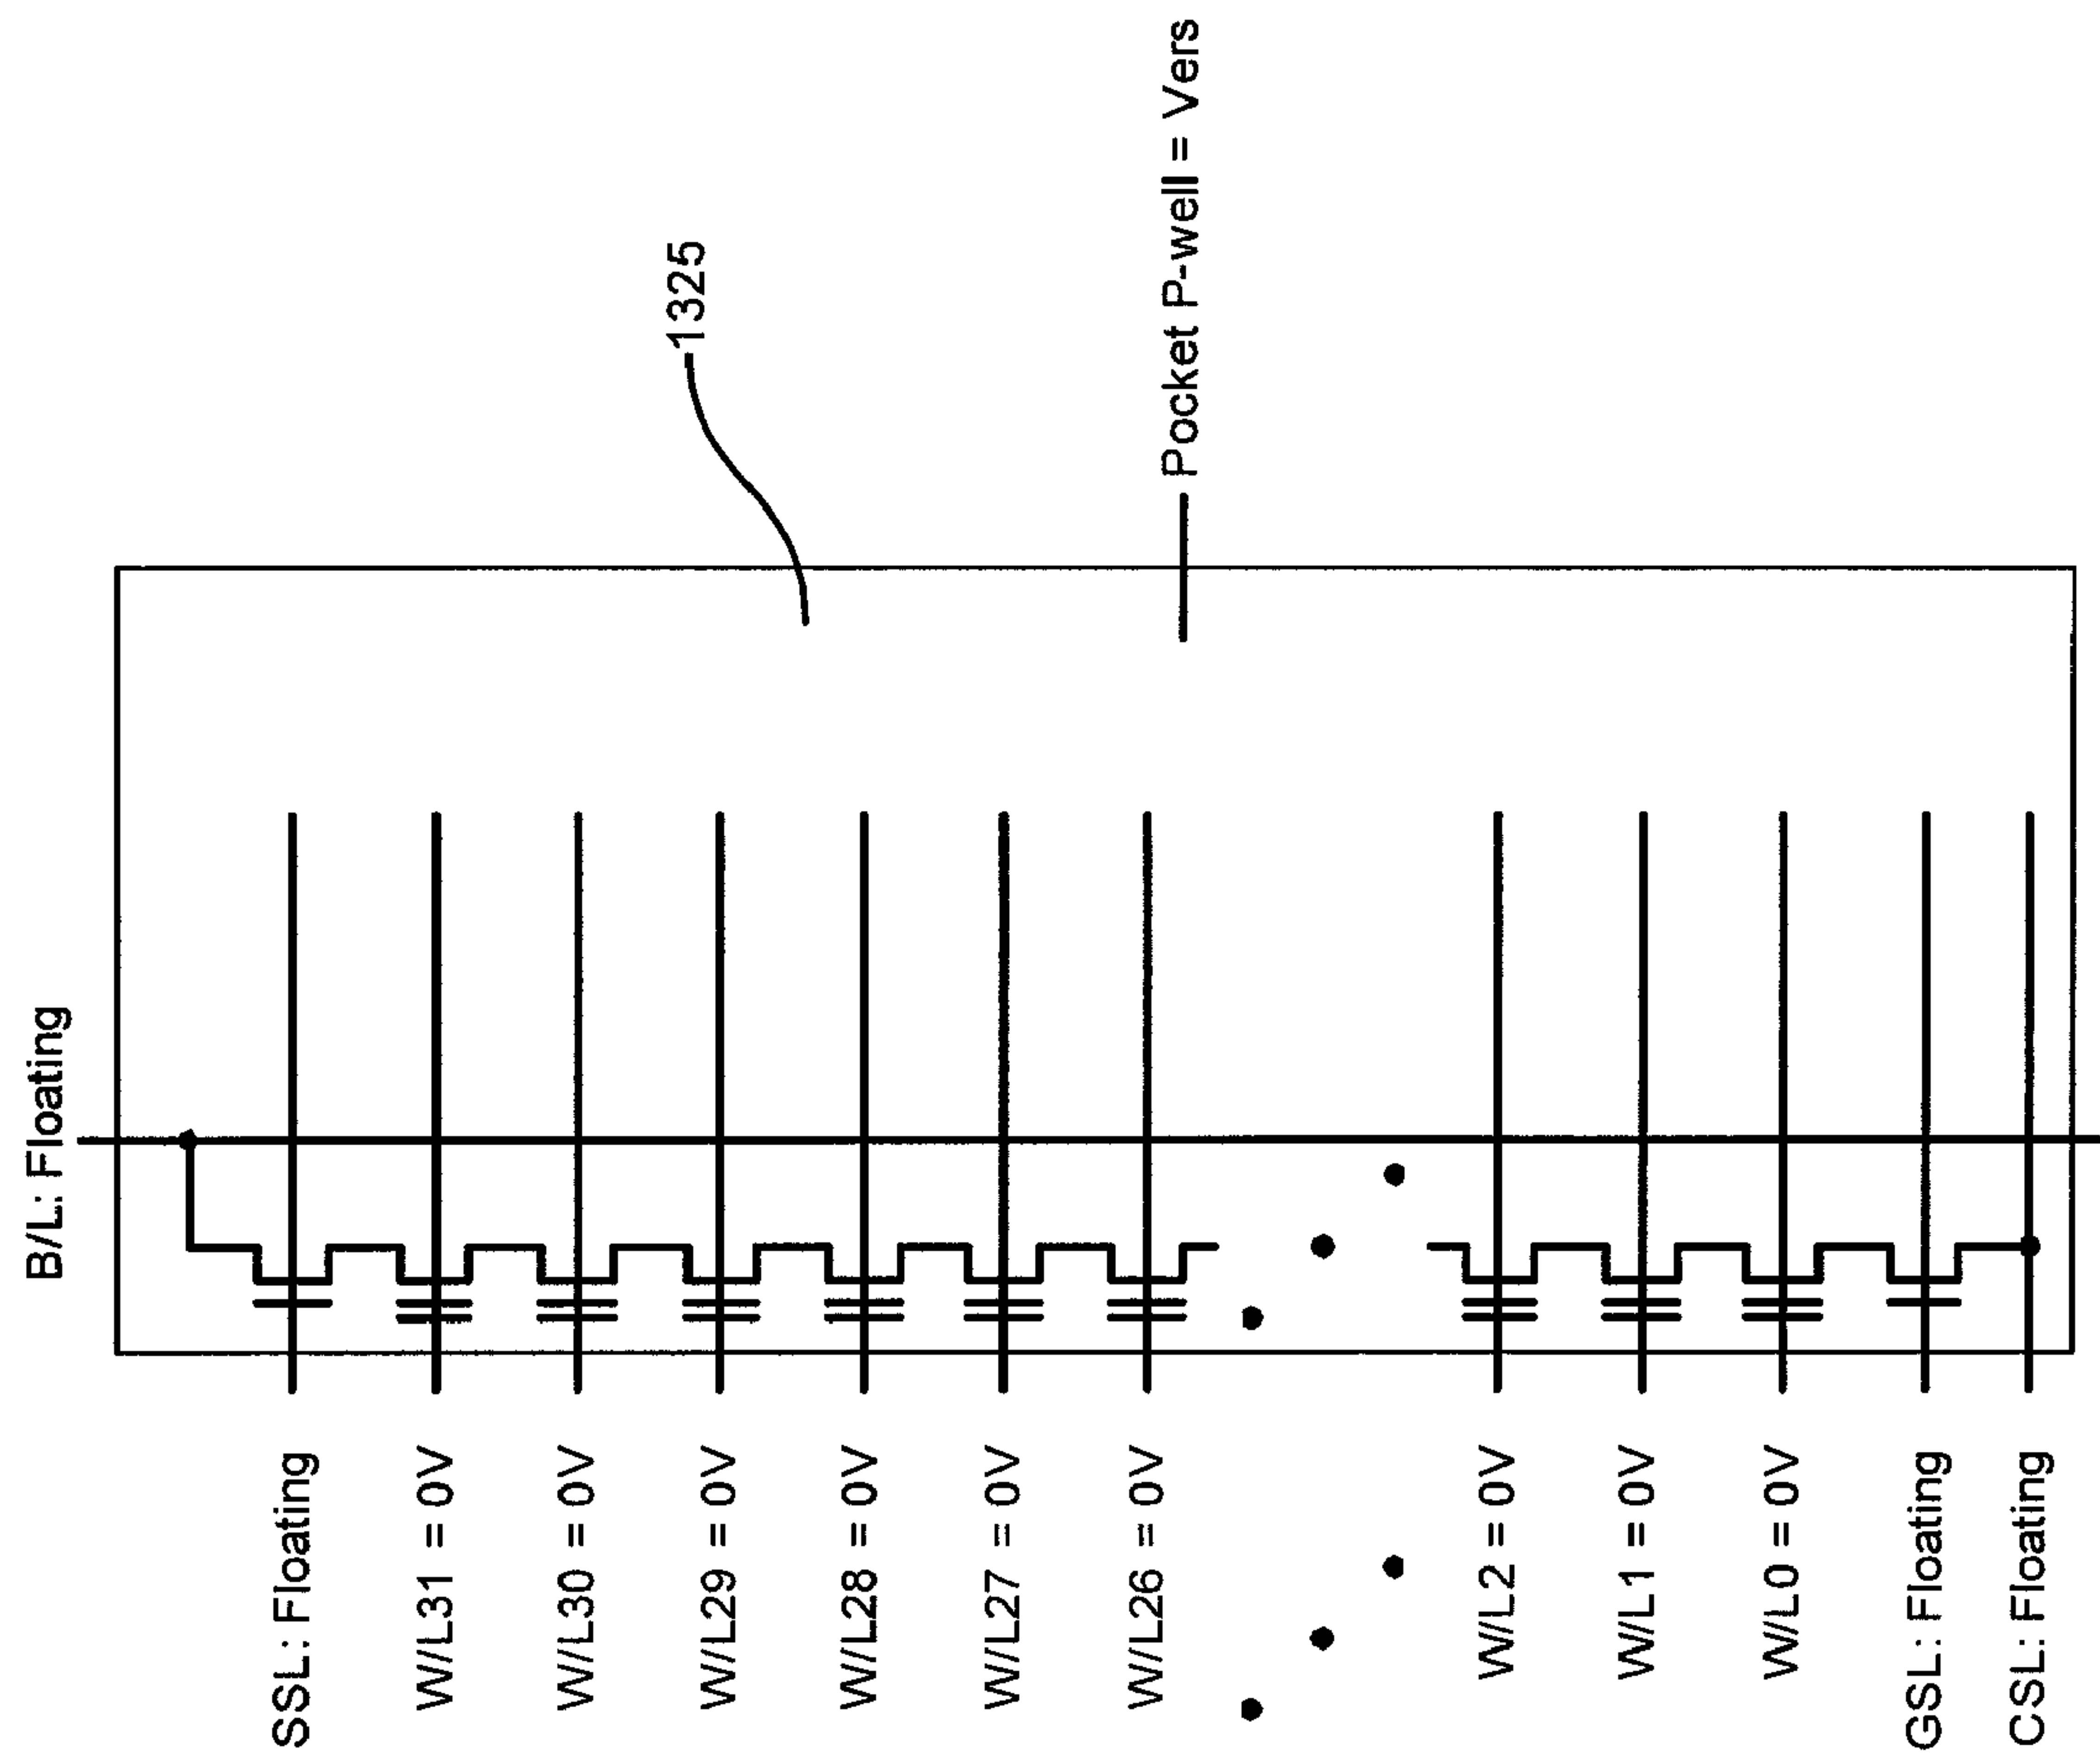 B/L: Floating
SSL: Floating
W/L31 = 0V
W/L30 = 0V
W/L29 = 0V
W/L28 = 0V
W/L27 = 0V
W/L26 = 0V
W/L2 = 0V
W/L1 = 0V
W/L0 = 0V
GSL: Floating
CSL: Floating
1325
Pocket P-well = Vers